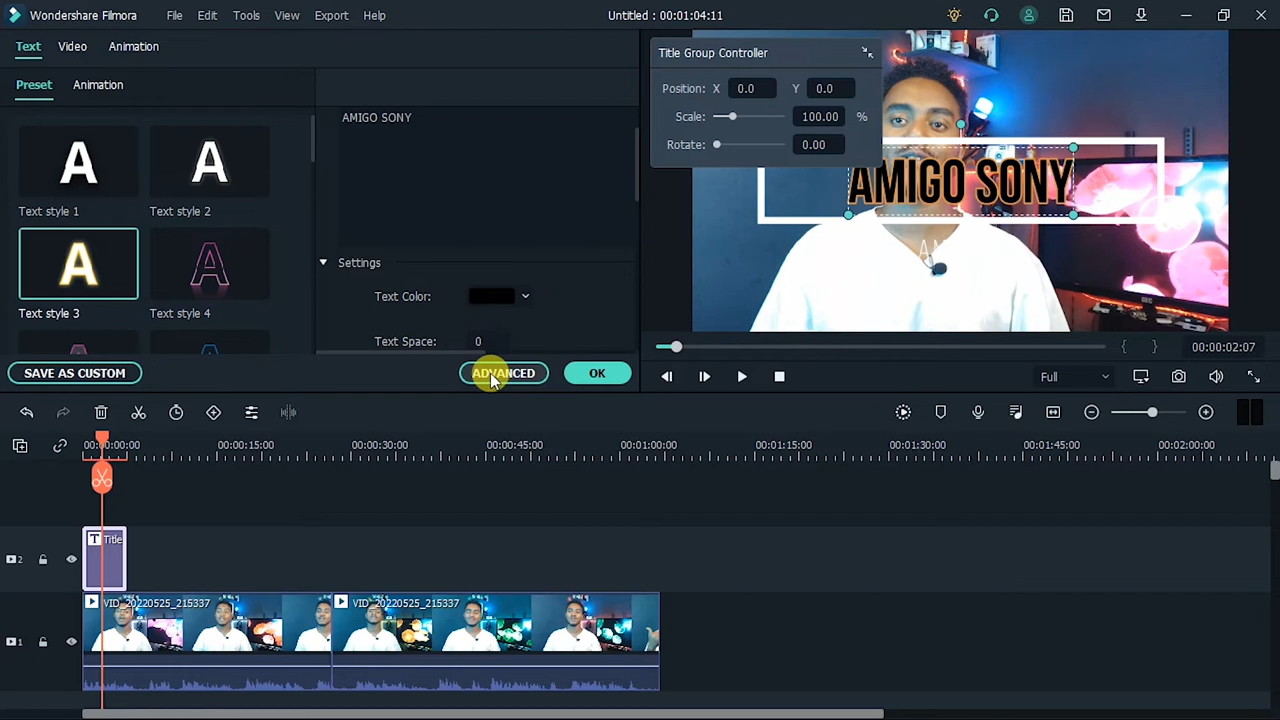 Wondershare Filmora File Edit Tools View Export Help Untitled : 00:01:04:11
Text Video Animation
Preset Animation
AMIGO SONY
A A
Text style 1 Text style 2
A A
Text style 3 Text style 4
Settings
Text Color:
Text Space: 0
SAVE AS CUSTOM ADVANCED OK
Title Group Controller
Position: X 0.0 Y 0.0
Scale: 100.00 %
Rotate: 0.00
AMIGO SONY
{ } 00:00:02:07
Full
00:00:00:00 00:00:15:00 00:00:30:00 00:00:45:00 00:01:00:00 00:01:15:00 00:01:30:00 00:01:45:00 00:02:00:00
2 T Title
VID_20220525_215337 VID_20220525_215337
1